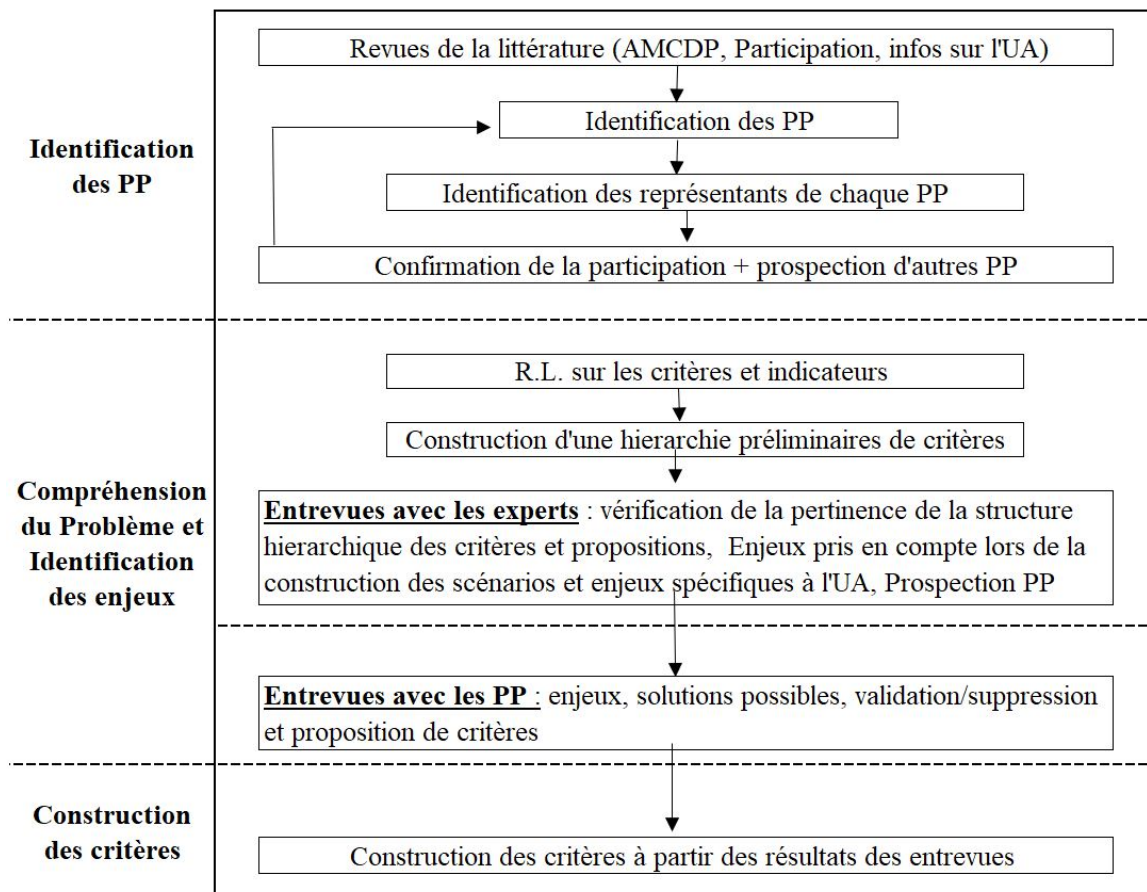 Revues de la littérature (AMCDP, Participation, infos sur l'UA)
Identification
des PP
Identification des PP
Identification des représentants de chaque PP
Confirmation de la participation + prospection d'autres PP
Compréhension
du Problème et
Identification
des enjeux
R.L. sur les critères et indicateurs
Construction d'une hierarchie préliminaires de critères
Entrevues avec les experts : vérification de la pertinence de la structure
hierarchique des critères et propositions, Enjeux pris en compte lors de la
construction des scénarios et enjeux spécifiques à l'UA, Prospection PP
Entrevues avec les PP : enjeux, solutions possibles, validation/suppression
et proposition de critères
Construction
des critères
Construction des critères à partir des résultats des entrevues